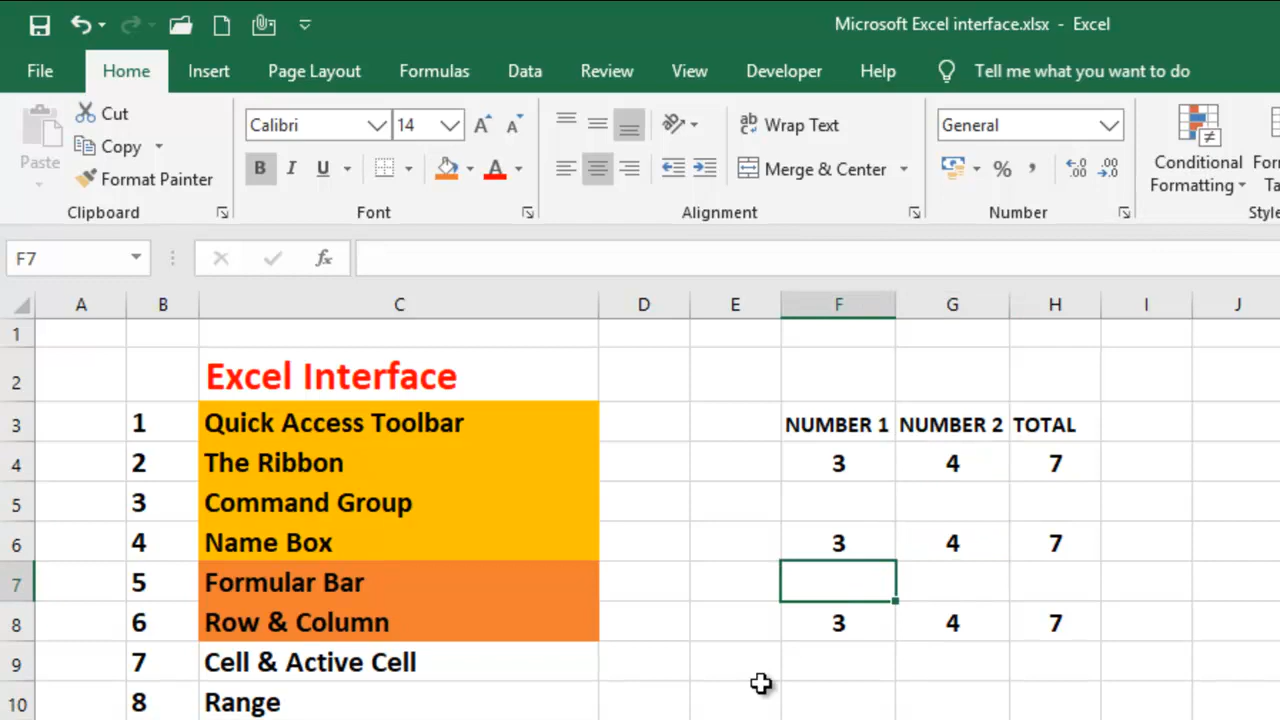 Microsoft Excel interface.xlsx - Excel
File Home Insert Page Layout Formulas Data Review View Developer Help Tell me what you want to do
Paste
Cut
Copy
Format Painter
Clipboard
Calibri 14
B I U
Font
Wrap Text
Merge & Center
Alignment
General
% ,
Number
Conditional
Formatting
F7
fx
A B C D E F G H I J
1
2 Excel Interface
3 1 Quick Access Toolbar NUMBER 1 NUMBER 2 TOTAL
4 2 The Ribbon 3 4 7
5 3 Command Group
6 4 Name Box 3 4 7
7 5 Formular Bar
8 6 Row & Column 3 4 7
9 7 Cell & Active Cell
10 8 Range